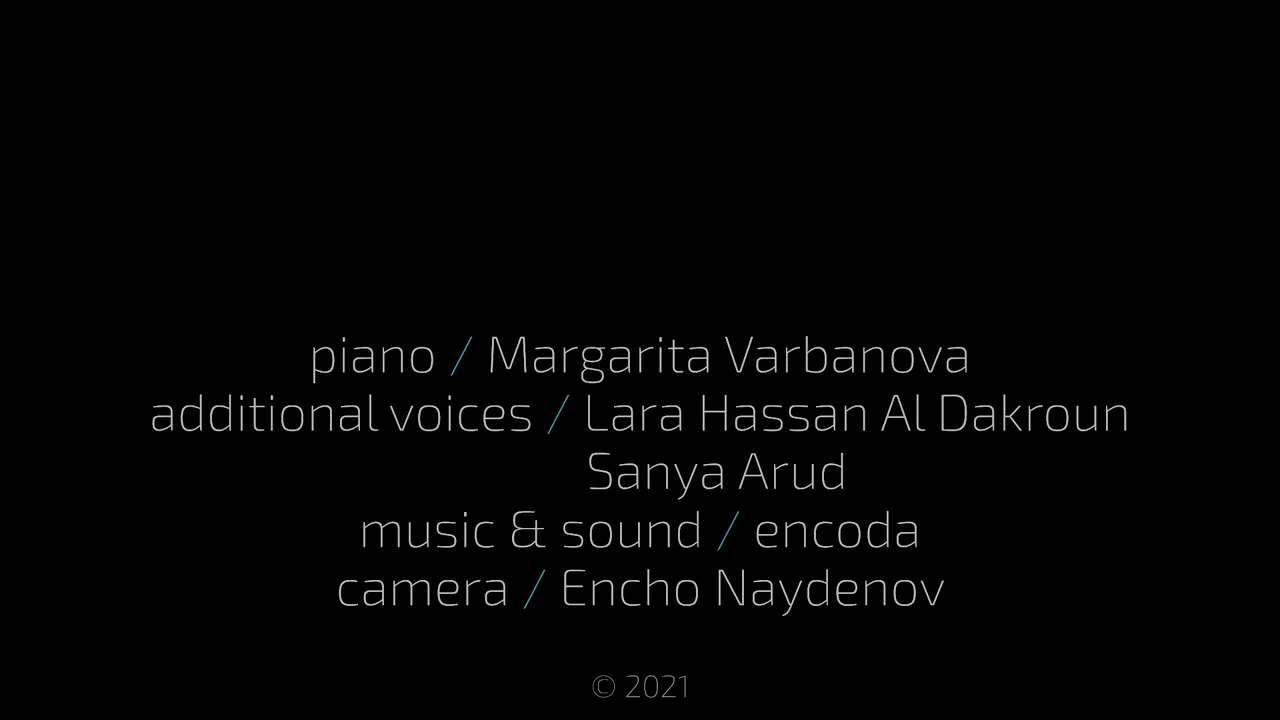 piano / Margarita Varbanova
additional voices / Lara Hassan Al Dakroun
Sanya Arud
music & sound / encoda
camera / Encho Naydenov
© 2021